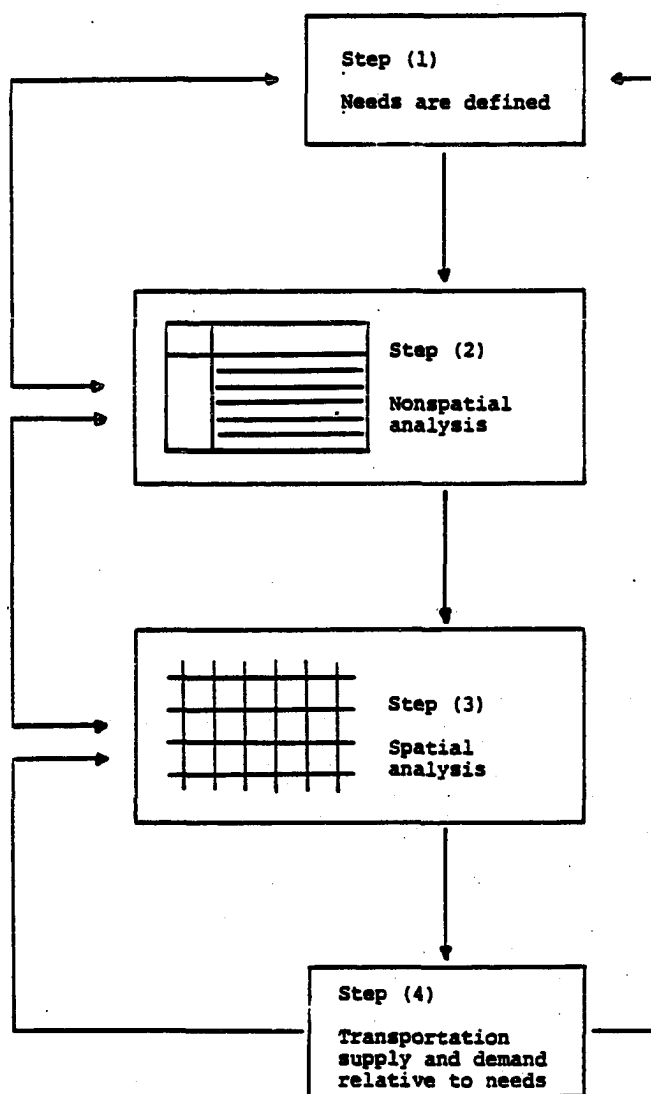 Step (1)
Needs are defined
Step (2)
Nonspatial
analysis
Step (3)
Spatial
analysis
Step (4)
Transportation
supply and demand
relative to needs